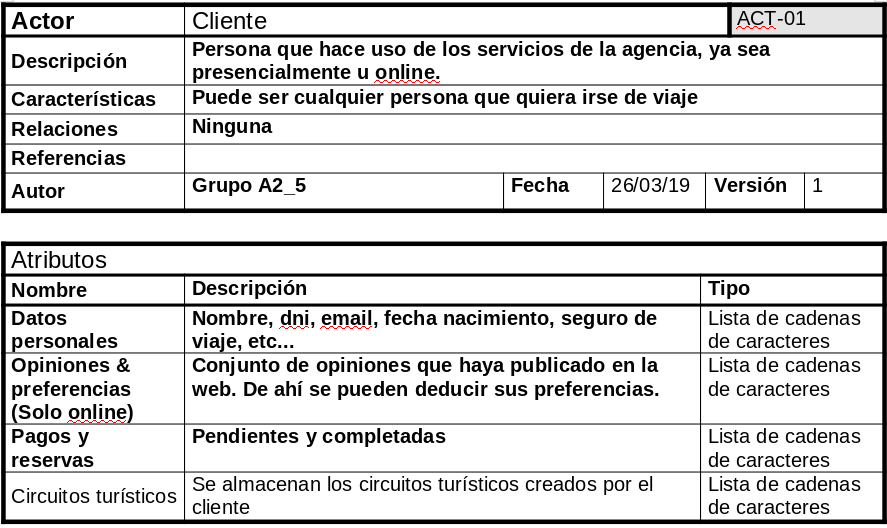 Actor Cliente ACT-01
Descripción Persona que hace uso de los servicios de la agencia, ya sea
presencialmente u online.
Características Puede ser cualquier persona que quiera irse de viaje
Relaciones Ninguna
Referencias
Autor Grupo A2_5 Fecha 26/03/19 Versión 1
Atributos
Nombre Descripción Tipo
Datos Nombre, dni, email, fecha nacimiento, seguro de Lista de cadenas
personales viaje, etc... de caracteres
Opiniones & Conjunto de opiniones que haya publicado en la Lista de cadenas
preferencias web. De ahí se pueden deducir sus preferencias. de caracteres
(Solo online)
Pagos y Pendientes y completadas Lista de cadenas
reservas de caracteres
Circuitos turísticos Se almacenan los circuitos turísticos creados por el Lista de cadenas
cliente de caracteres